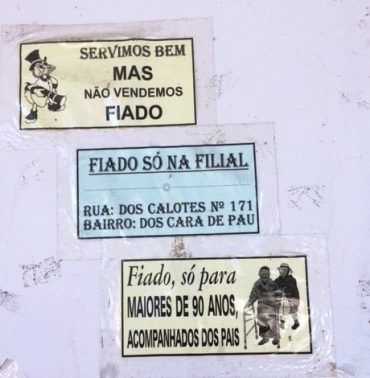 SERVIMOS BEM
MAS
NÃO VENDEMOS
FIADO
FIADO SÓ NA FILIAL
RUA: DOS CALOTES Nº 171
BAIRRO: DOS CARA DE PAU
Fiado, só para
MAIORES DE 90 ANOS,
ACOMPANHADOS DOS PAIS